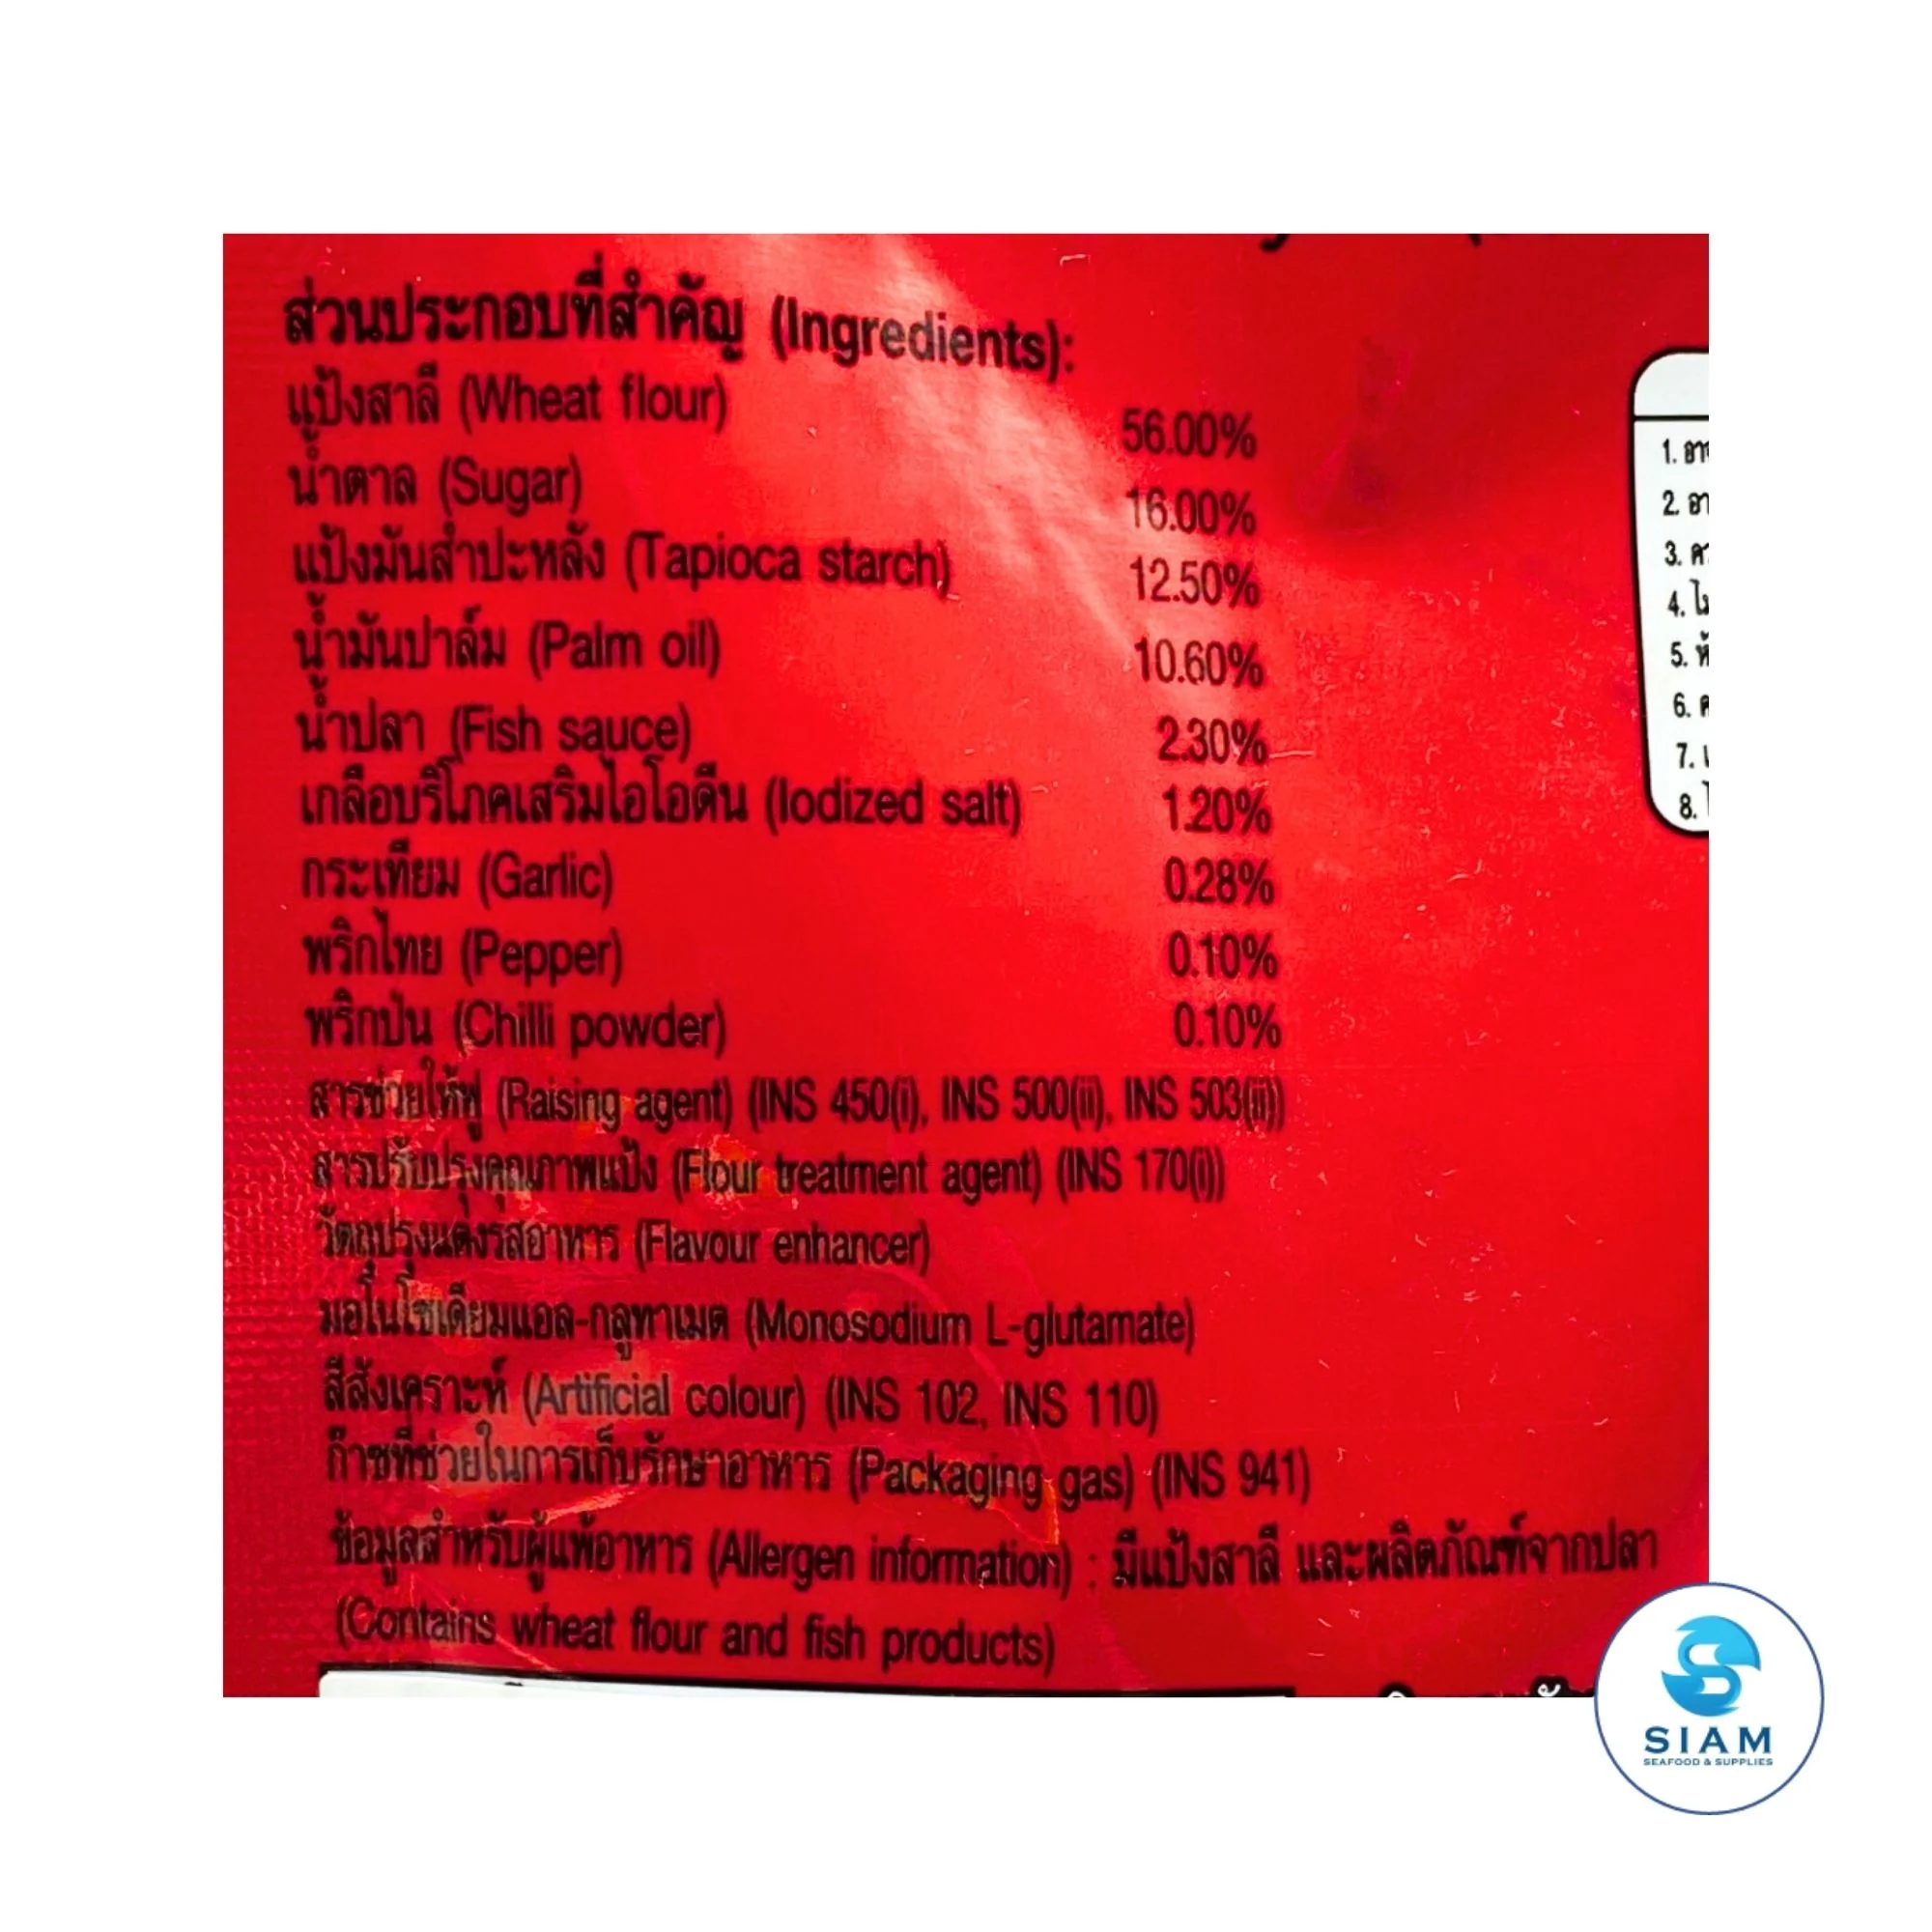 ส่วนประกอบที่สำคัญ (Ingredients):
แป้งสาลี (Wheat flour) 56.00%
น้ำตาล (Sugar) 16.00%
แป้งมันสำปะหลัง (Tapioca starch) 12.50%
น้ำมันปาล์ม (Palm oil) 10.60%
น้ำปลา (Fish sauce) 2.30%
เกลือบริโภคเสริมไอโอดีน (Iodized salt) 1.20%
กระเทียม (Garlic) 0.28%
พริกไทย (Pepper) 0.10%
พริกป่น (Chilli powder) 0.10%
สารช่วยให้ฟู (Raising agent) (INS 450(i), INS 500(ii), INS 503(ii))
สารปรับปรุงคุณภาพแป้ง (Flour treatment agent) (INS 170(i))
วัตถุปรุงแต่งรสอาหาร (Flavour enhancer)
มอโนโซเดียมแอล-กลูทาเมต (Monosodium L-glutamate)
สีสังเคราะห์ (Artificial colour) (INS 102, INS 110)
ก๊าซที่ช่วยในการเก็บรักษาอาหาร (Packaging gas) (INS 941)
ข้อมูลสำหรับผู้แพ้อาหาร (Allergen information) : มีแป้งสาลี และผลิตภัณฑ์จากปลา
(Contains wheat flour and fish products)
1.
2.
3.
4.
5.
6.
7.
8.
SIAM
SEAFOOD & SUPPLIES